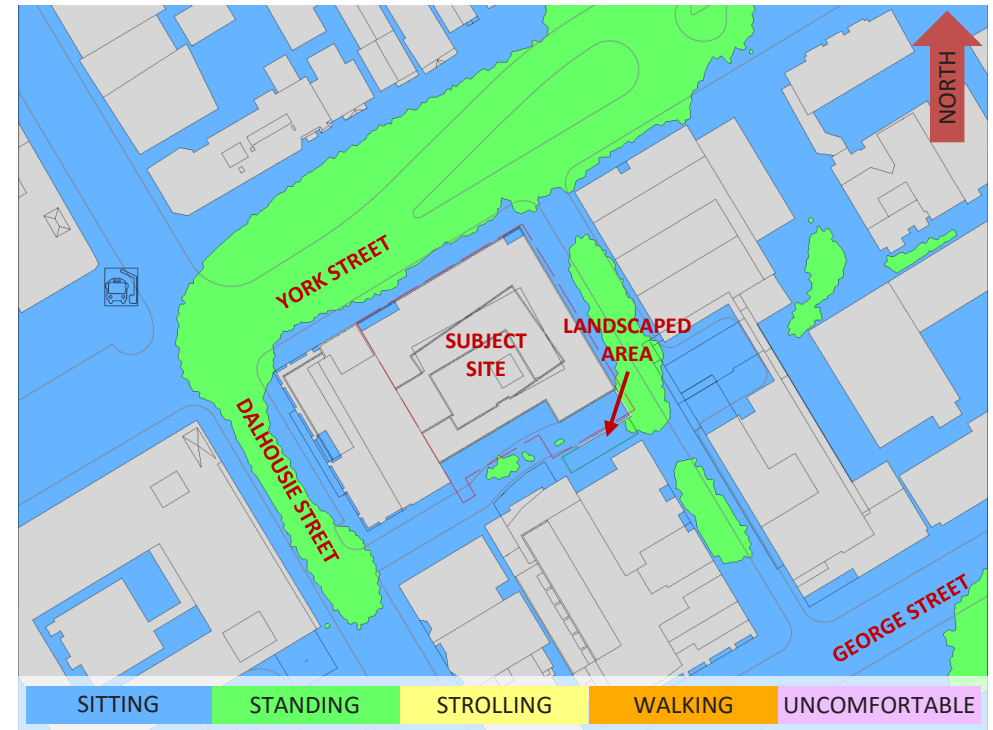 NORTH
YORK STREET
SUBJECT
SITE
LANDSCAPED
AREA
DALHOUSIE STREET
GEORGE STREET
SITTING
STANDING
STROLLING
WALKING
UNCOMFORTABLE